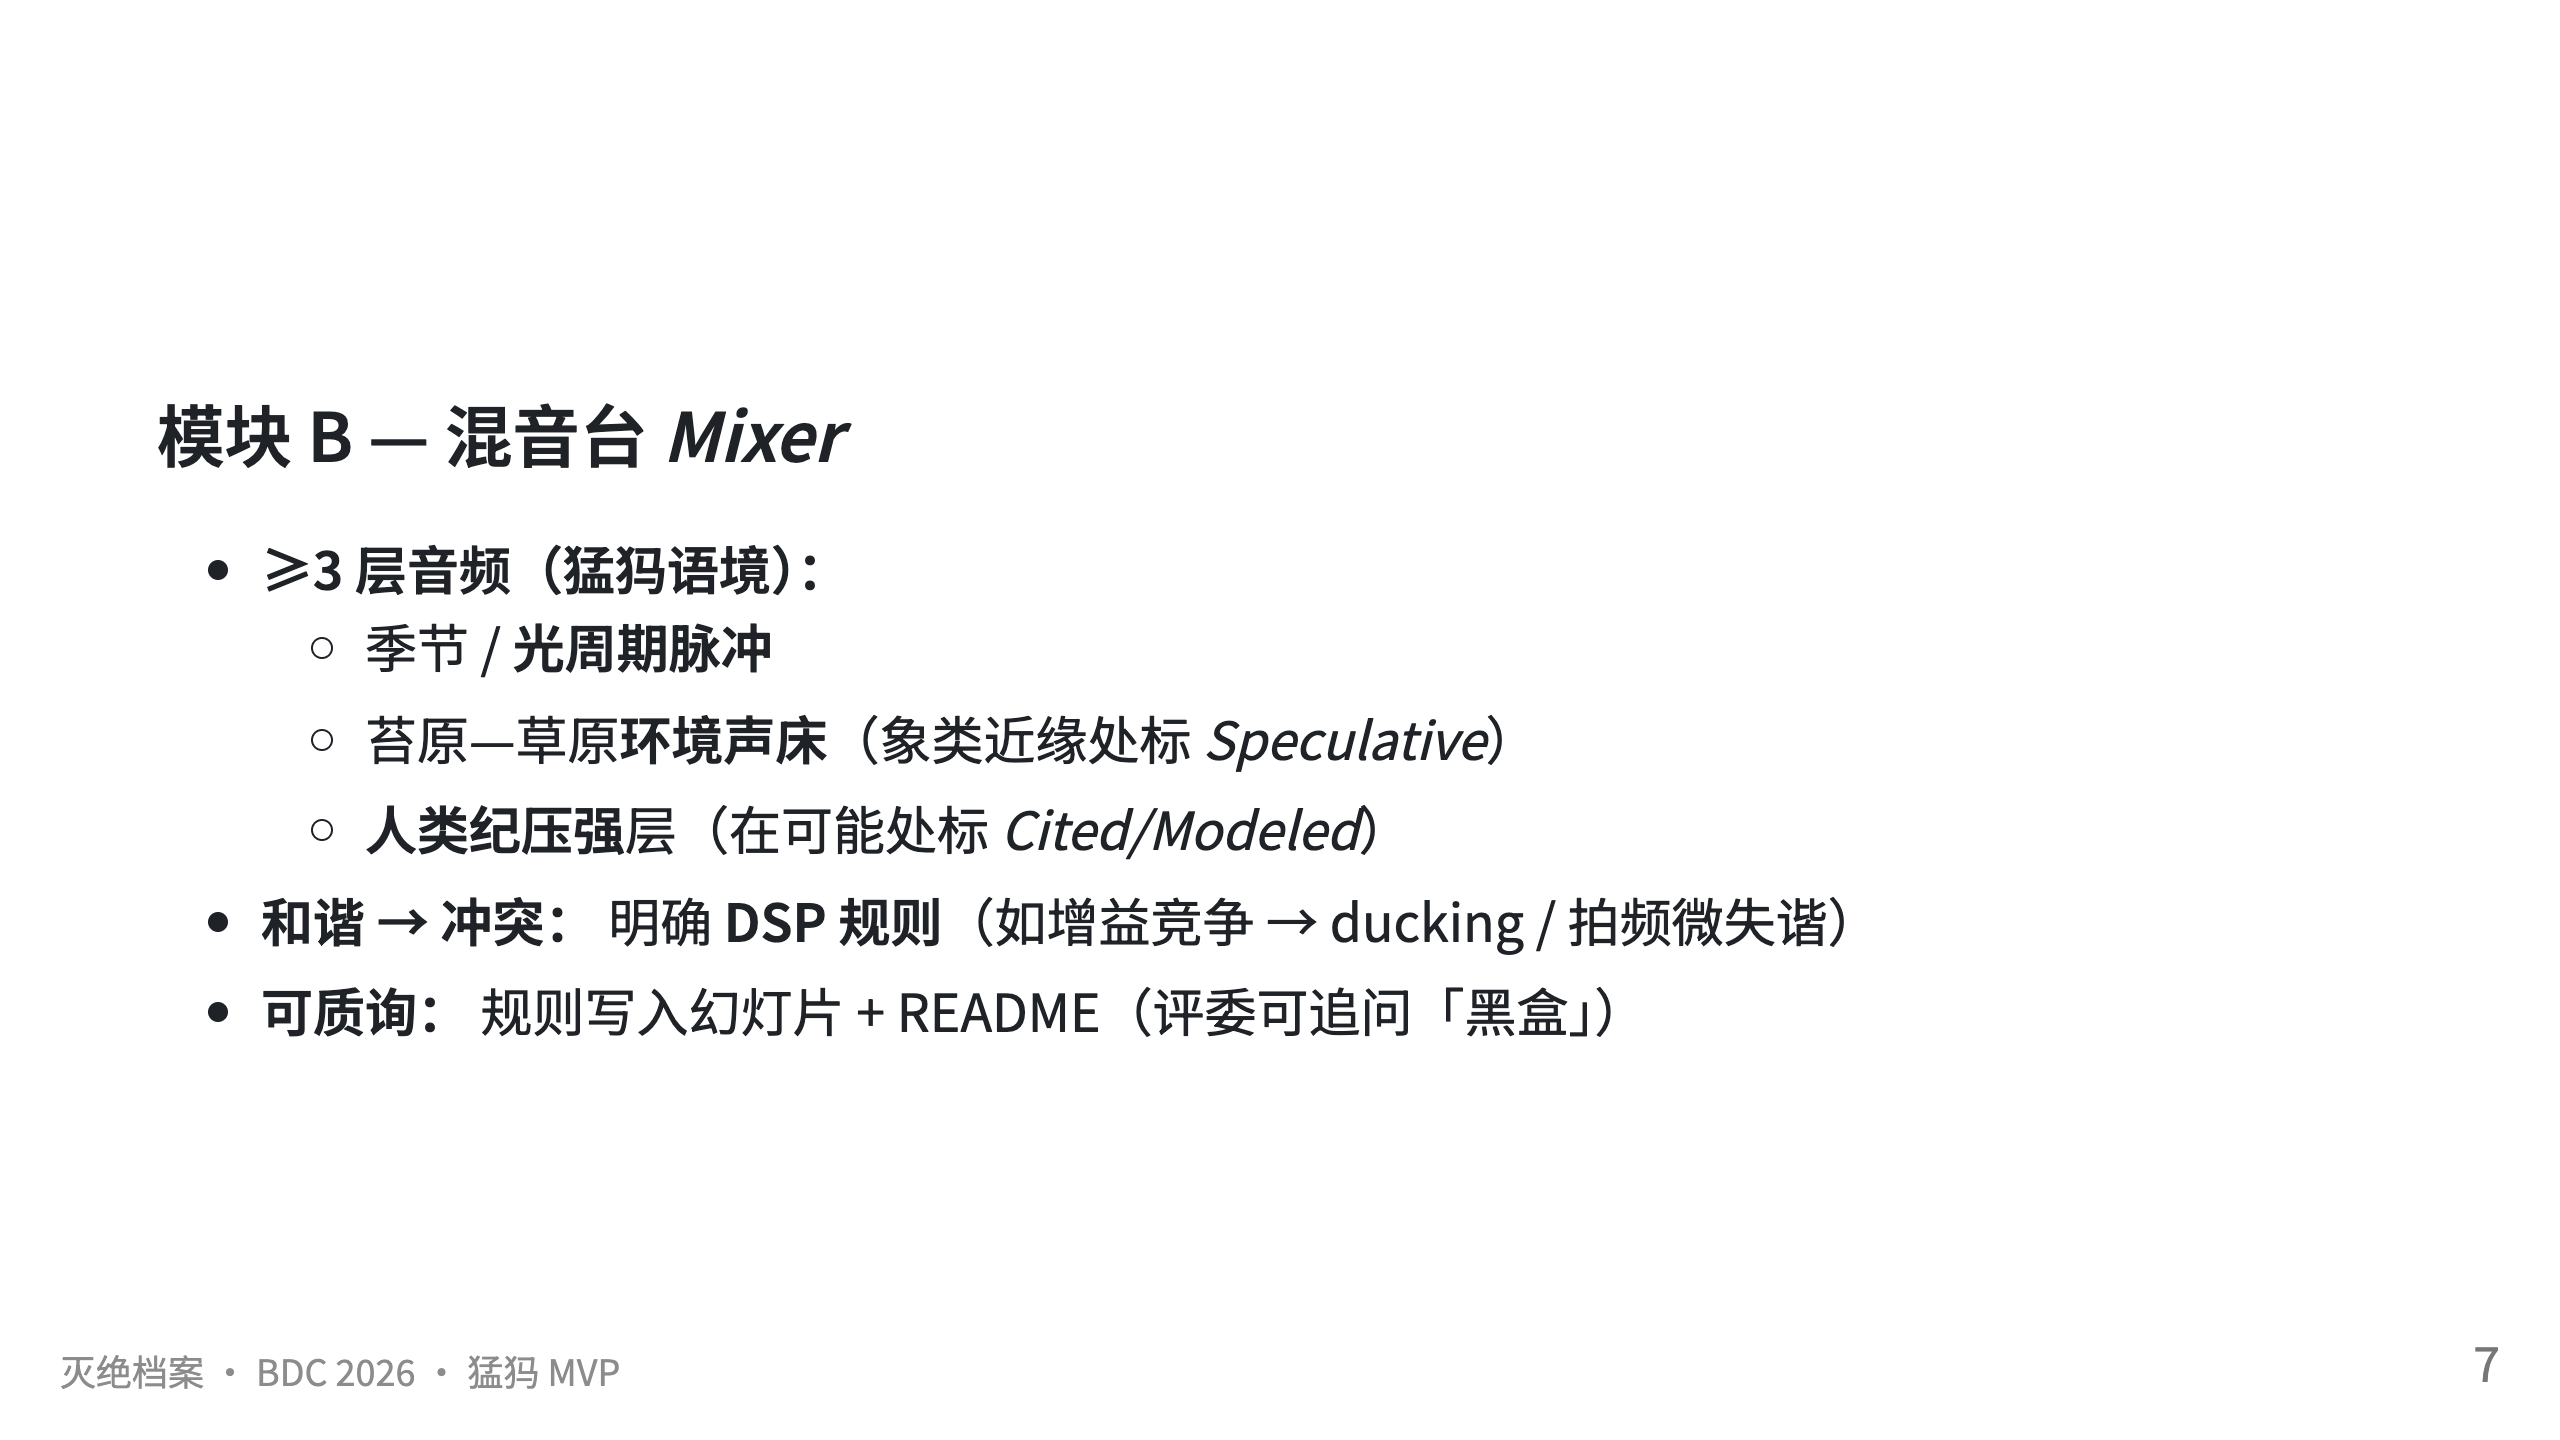 模块 B — 混音台 Mixer
• ≥3 层音频（猛犸语境）：
◦ 季节 / 光周期脉冲
◦ 苔原—草原环境声床（象类近缘处标 Speculative）
◦ 人类纪压强层（在可能处标 Cited/Modeled）
• 和谐 → 冲突： 明确 DSP 规则（如增益竞争 → ducking / 拍频微失谐）
• 可质询： 规则写入幻灯片 + README（评委可追问「黑盒」）
灭绝档案 · BDC 2026 · 猛犸 MVP
7